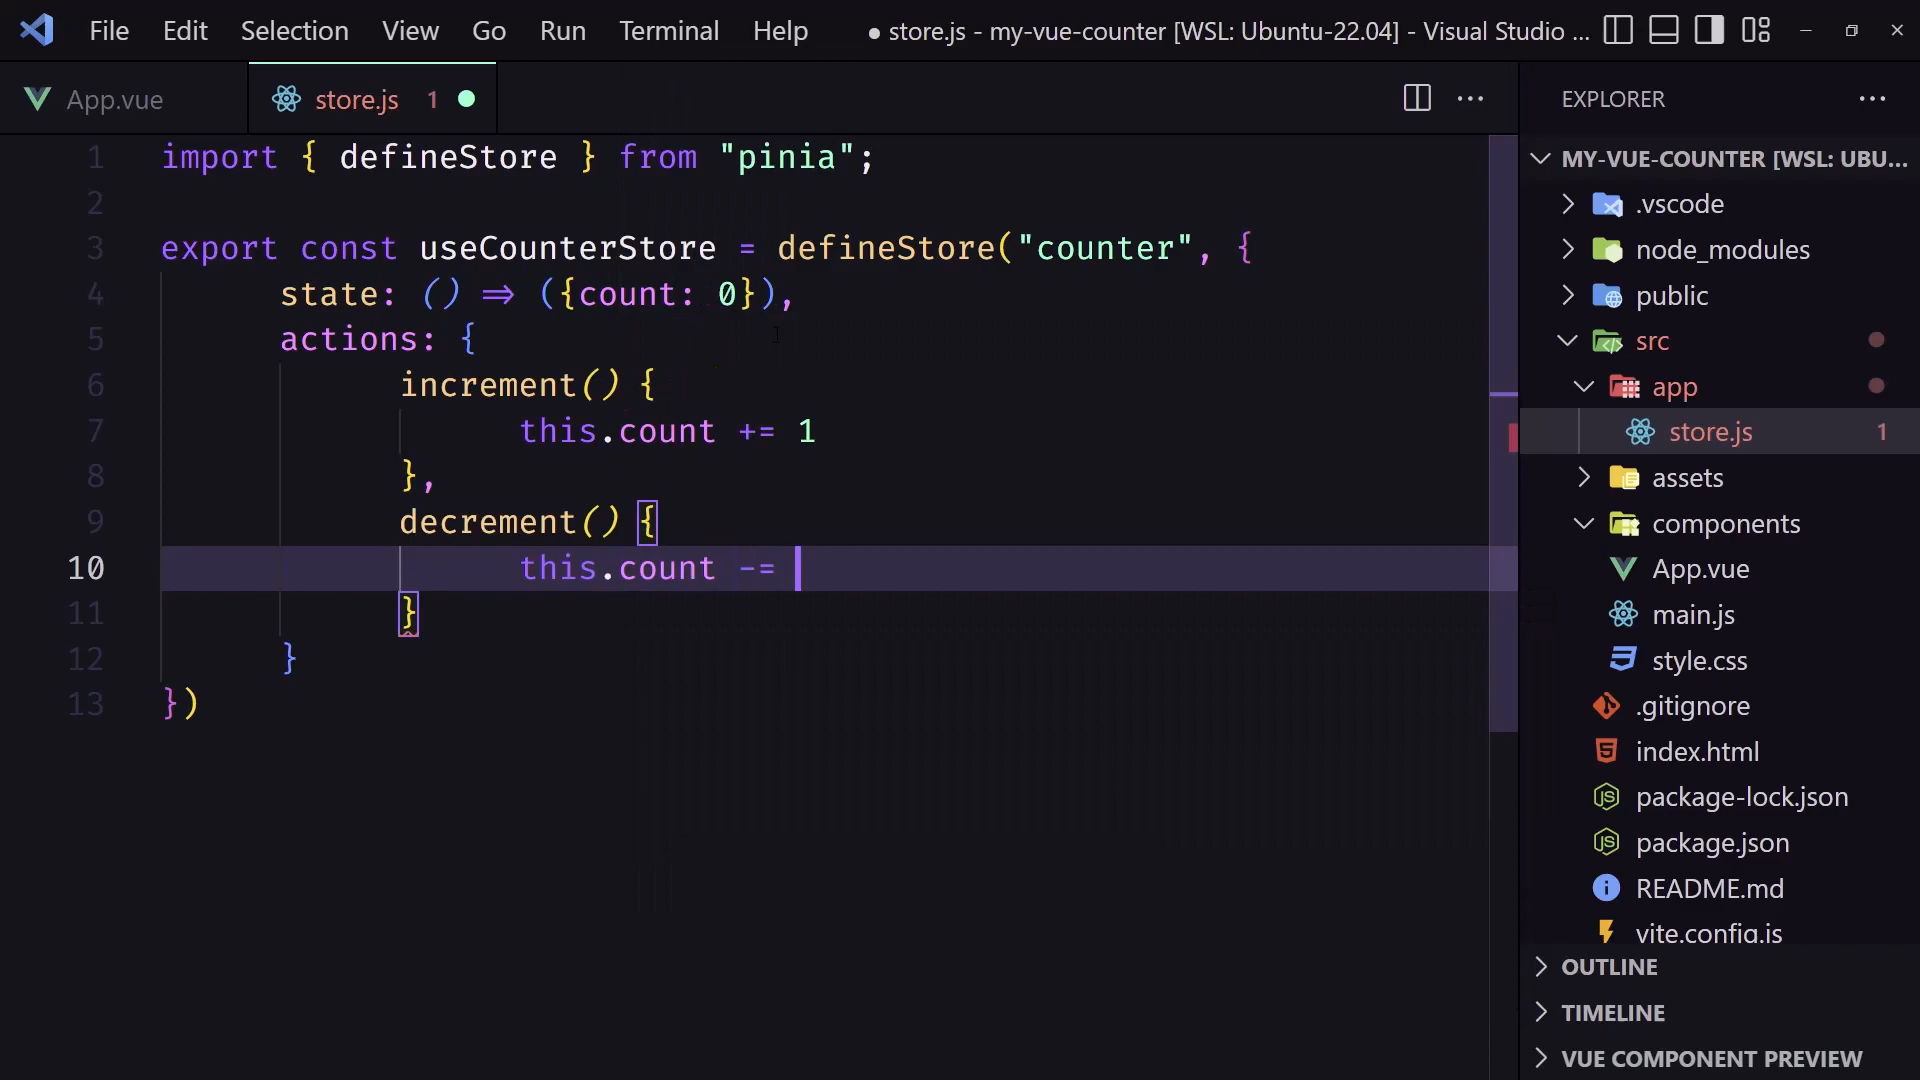 File Edit Selection View Go Run Terminal Help ● store.js - my-vue-counter [WSL: Ubuntu-22.04] - Visual Studio ...
App.vue store.js 1
1 import { defineStore } from "pinia";
2
3 export const useCounterStore = defineStore("counter", {
4 state: () => ({count: 0}),
5 actions: {
6 increment() {
7 this.count += 1
8 },
9 decrement() {
10 this.count -=
11 }
12 }
13 })
EXPLORER
MY-VUE-COUNTER [WSL: UBU...
.vscode
node_modules
public
src
app
store.js 1
assets
components
App.vue
main.js
style.css
.gitignore
index.html
package-lock.json
package.json
README.md
vite.config.js
OUTLINE
TIMELINE
VUE COMPONENT PREVIEW